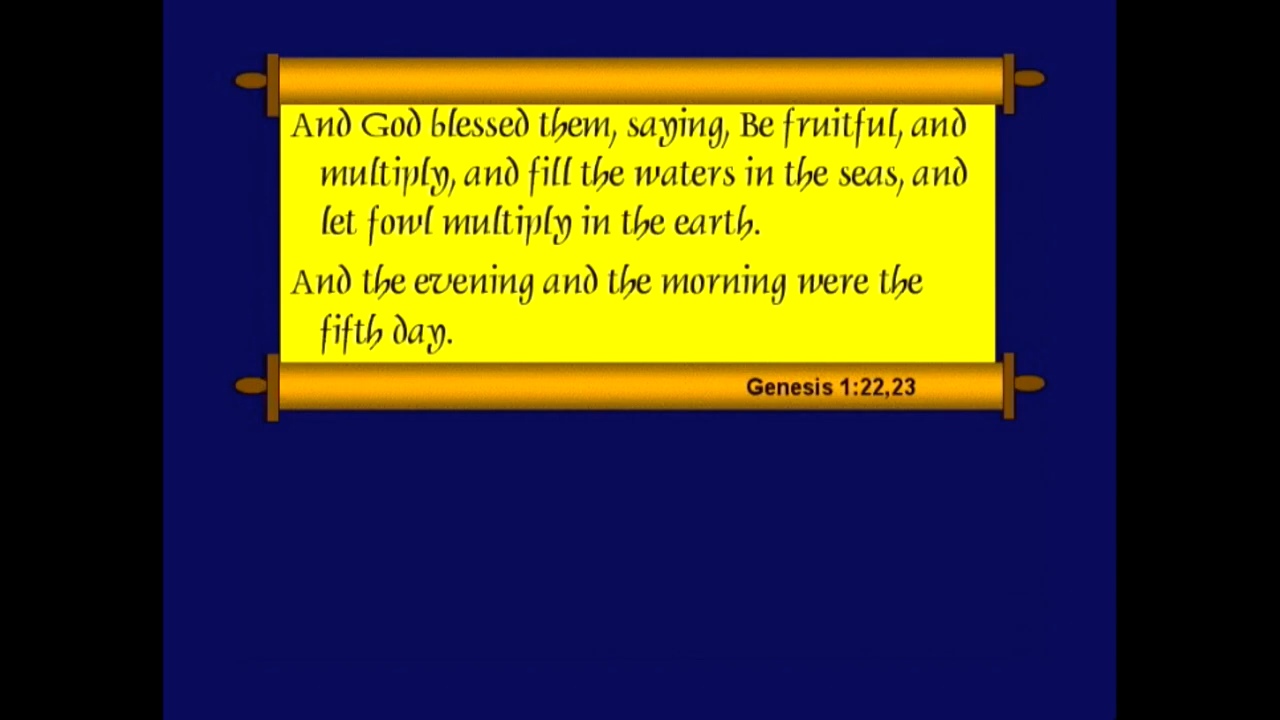 And God blessed them, saying, Be fruitful, and
multiply, and fill the waters in the seas, and
let fowl multiply in the earth.
And the evening and the morning were the
fifth day.
Genesis 1:22,23